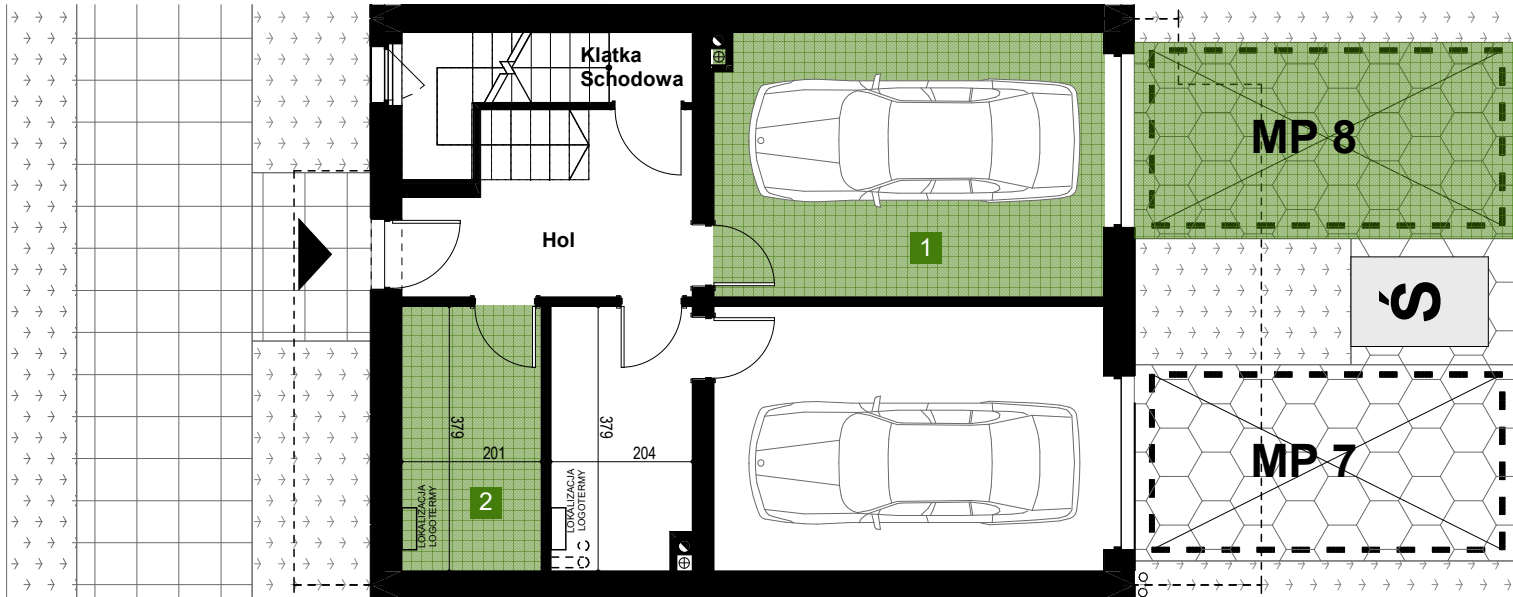 Klatka
Schodowa
MP 8
Hol
1
Ś
379
201
379
204
MP 7
2
LOKALIZACJA
LOGOTERMY
LOKALIZACJA
LOGOTERMY